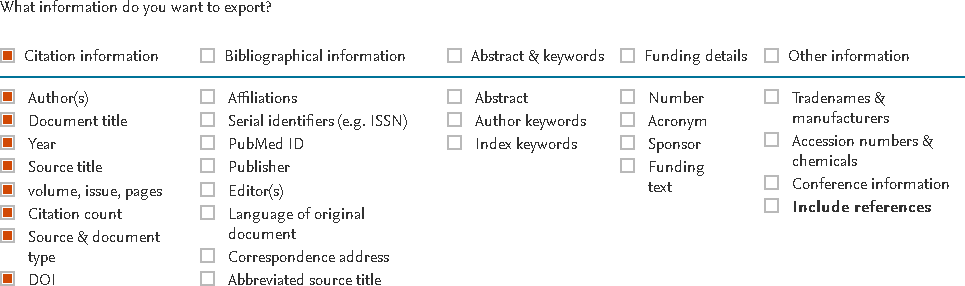 What information do you want to export?
Citation information
Bibliographical information
Abstract & keywords
Funding details
Other information
Author(s)
Document title
Year
Source title
volume, issue, pages
Citation count
Source & document
type
DOI
Affiliations
Serial identifiers (e.g. ISSN)
PubMed ID
Publisher
Editor(s)
Language of original
document
Correspondence address
Abbreviated source title
Abstract
Author keywords
Index keywords
Number
Acronym
Sponsor
Funding
text
Tradenames &
manufacturers
Accession numbers &
chemicals
Conference information
Include references